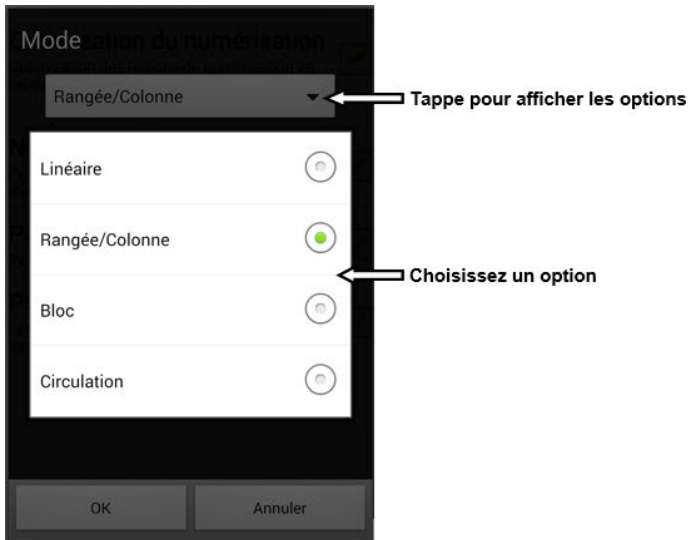 Mode
Rangée/Colonne
Tappe pour afficher les options
Linéaire
Rangée/Colonne
Choisissez un option
Bloc
Circulation
OK
Annuler